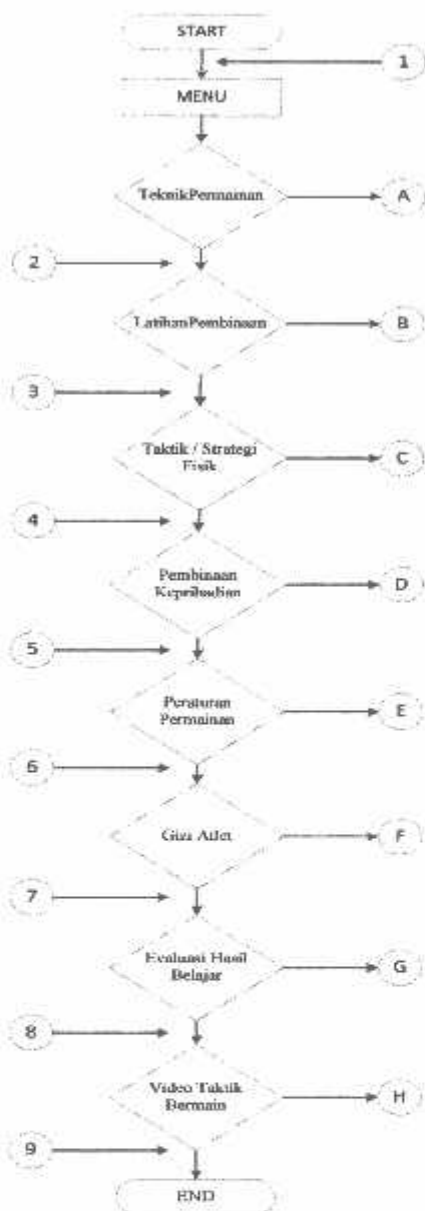 START
1
MENU
TeknikPermainan
A
2
LatihanPembinaan
B
3
Taktik / Strategi
Fisik
C
4
Pembinaan
Kepribadian
D
5
Peraturan
Permainan
E
6
Gizi Atlet
F
7
Evaluasi Hasil
Belajar
G
8
Video Taktik
Bermain
H
9
END